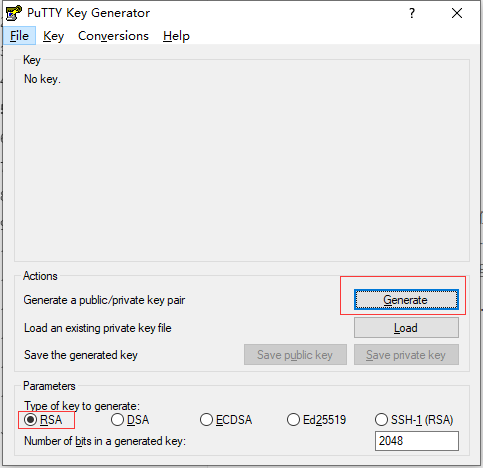 PuTTY Key Generator
File Key Conversions Help
Key
No key.
Actions
Generate a public/private key pair Generate
Load an existing private key file Load
Save the generated key Save public key Save private key
Parameters
Type of key to generate:
RSA DSA ECDSA Ed25519 SSH-1 (RSA)
Number of bits in a generated key: 2048